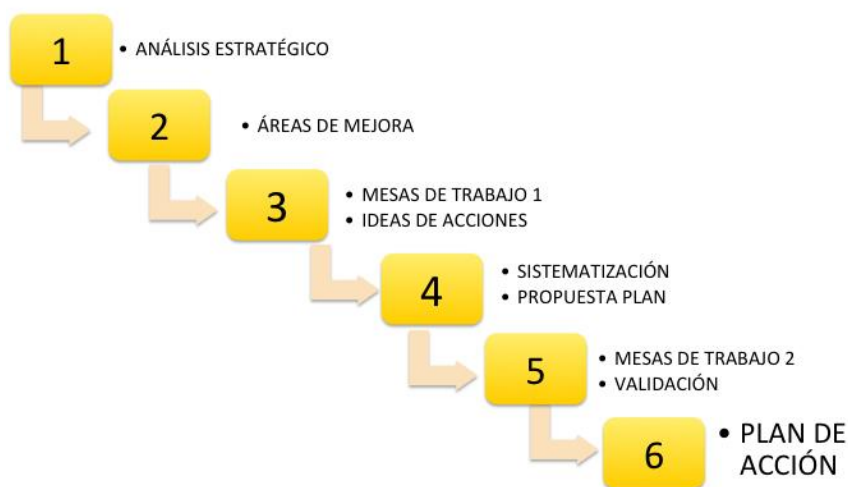 1
• ANÁLISIS ESTRATÉGICO
2
• ÁREAS DE MEJORA
3
• MESAS DE TRABAJO 1
• IDEAS DE ACCIONES
4
• SISTEMATIZACIÓN
• PROPUESTA PLAN
5
• MESAS DE TRABAJO 2
• VALIDACIÓN
6
• PLAN DE
ACCIÓN